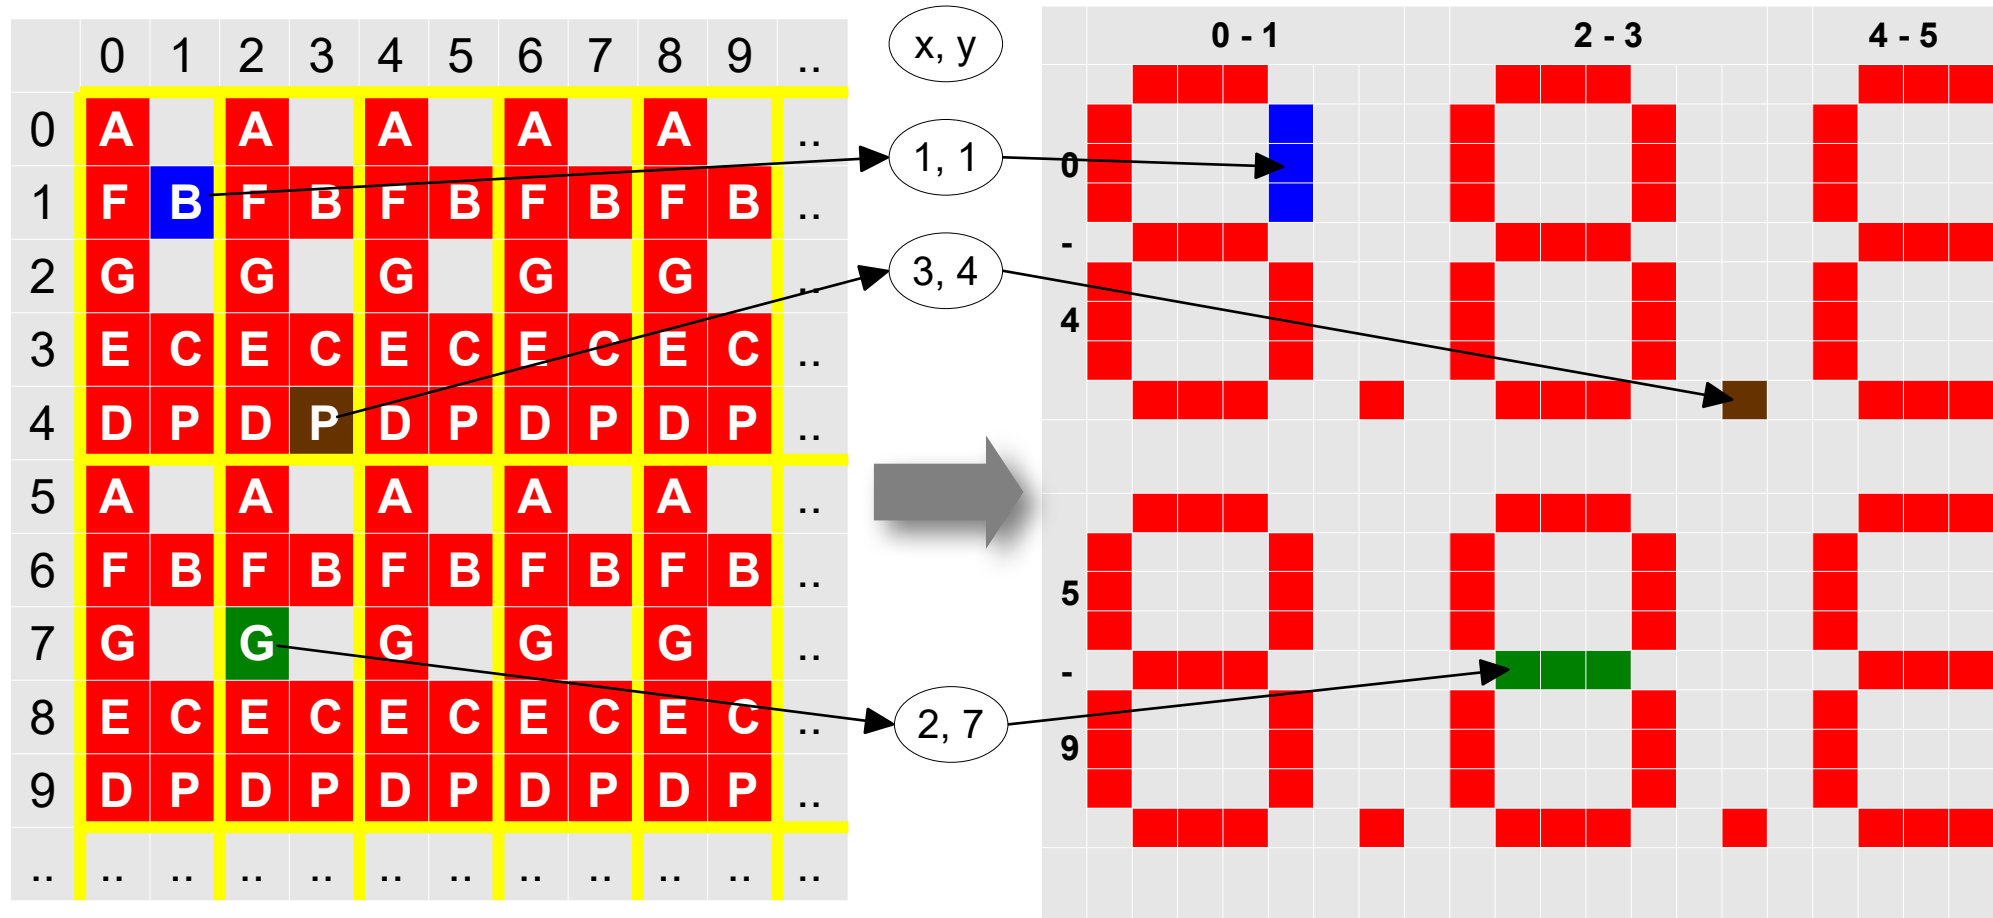 0 1 2 3 4 5 6 7 8 9 ..
0 A A A A A ..
1 F B F B F B F B F B ..
2 G G G G G ..
3 E C E C E C E C E C ..
4 D P D P D P D P D P ..
5 A A A A A ..
6 F B F B F B F B F B ..
7 G G G G G ..
8 E C E C E C E C E C ..
9 D P D P D P D P D P ..
.. .. .. .. .. .. .. .. .. .. .. ..
x, y
1, 1
3, 4
2, 7
0 - 1 2 - 3 4 - 5
0
-
4
5
-
9